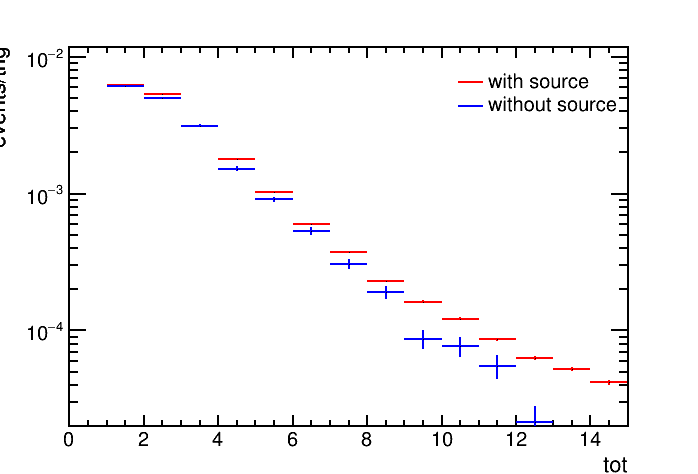 events/trig
10⁻²
with source
without source
10⁻³
10⁻⁴
0 2 4 6 8 10 12 14
tot